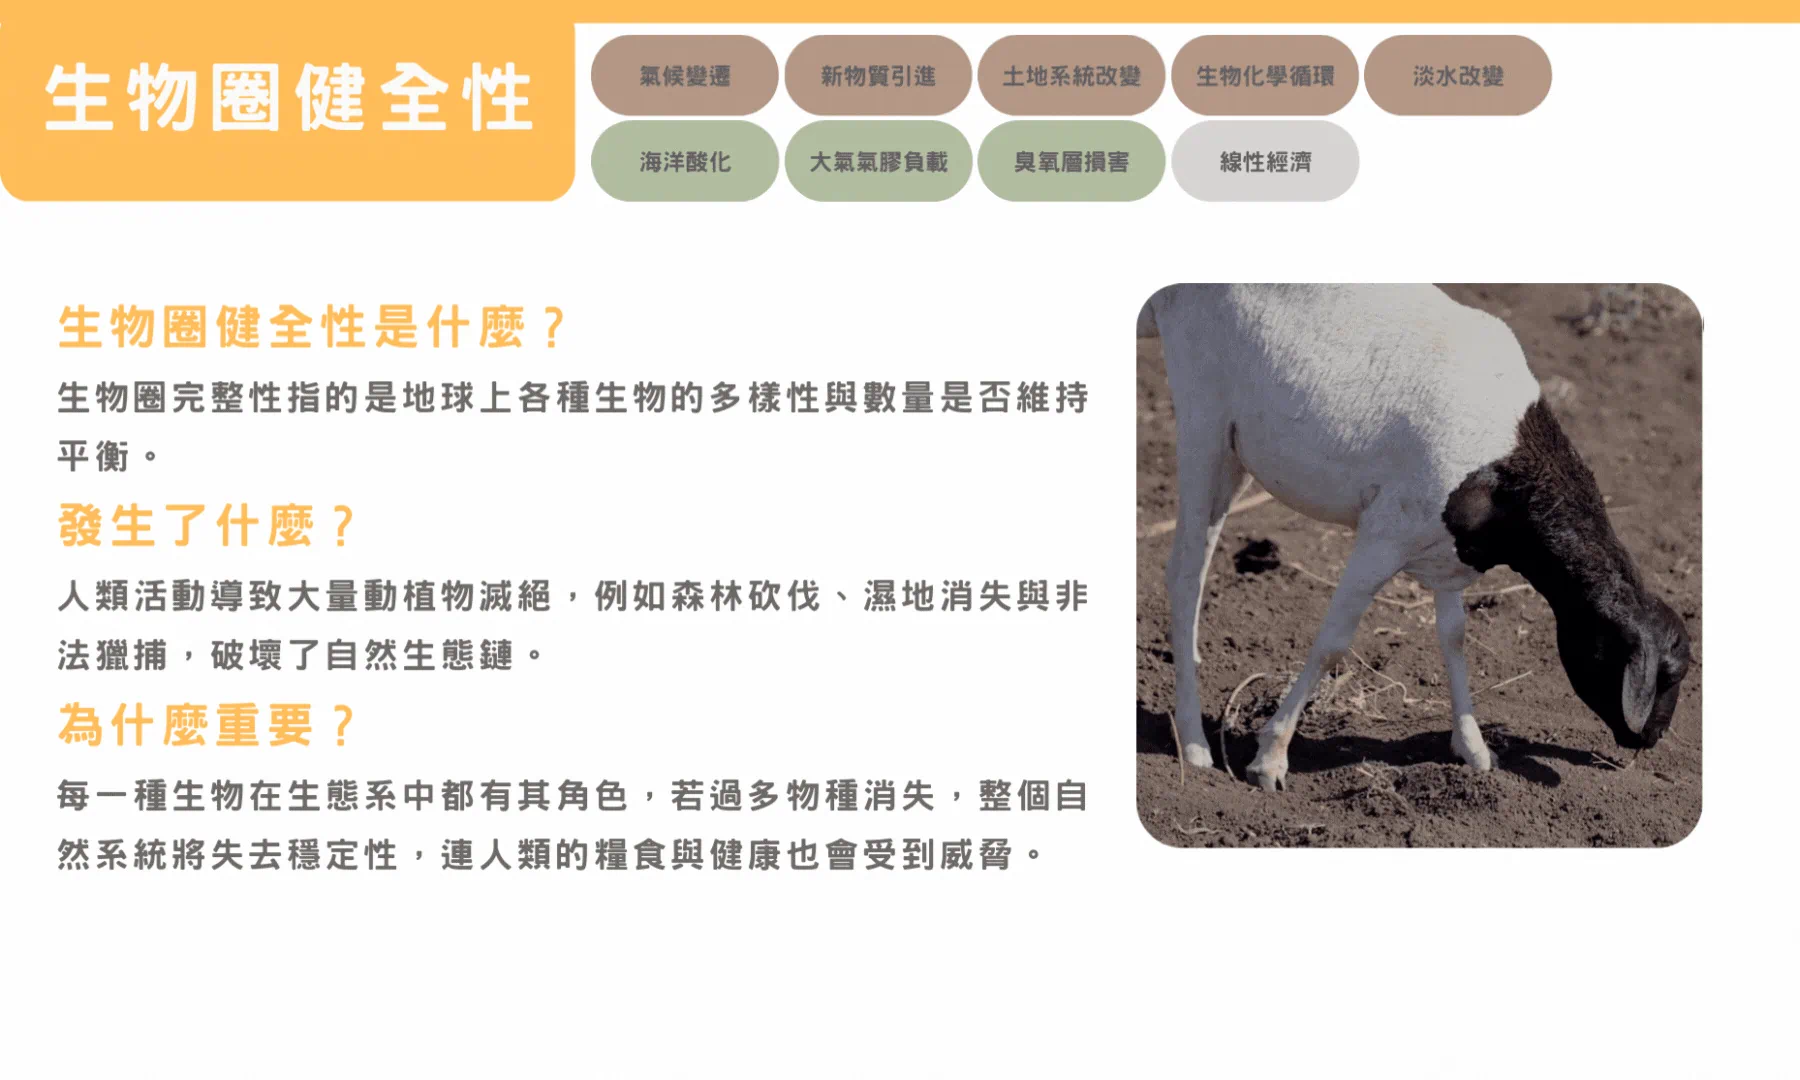 生物圈健全性
氣候變遷
新物質引進
土地系統改變
生物化學循環
淡水改變
海洋酸化
大氣氣膠負載
臭氧層損害
線性經濟
生物圈健全性是什麼？
生物圈完整性指的是地球上各種生物的多樣性與數量是否維持
平衡。
發生了什麼？
人類活動導致大量動植物滅絕，例如森林砍伐、濕地消失與非
法獵捕，破壞了自然生態鏈。
為什麼重要？
每一種生物在生態系中都有其角色，若過多物種消失，整個自
然系統將失去穩定性，連人類的糧食與健康也會受到威脅。